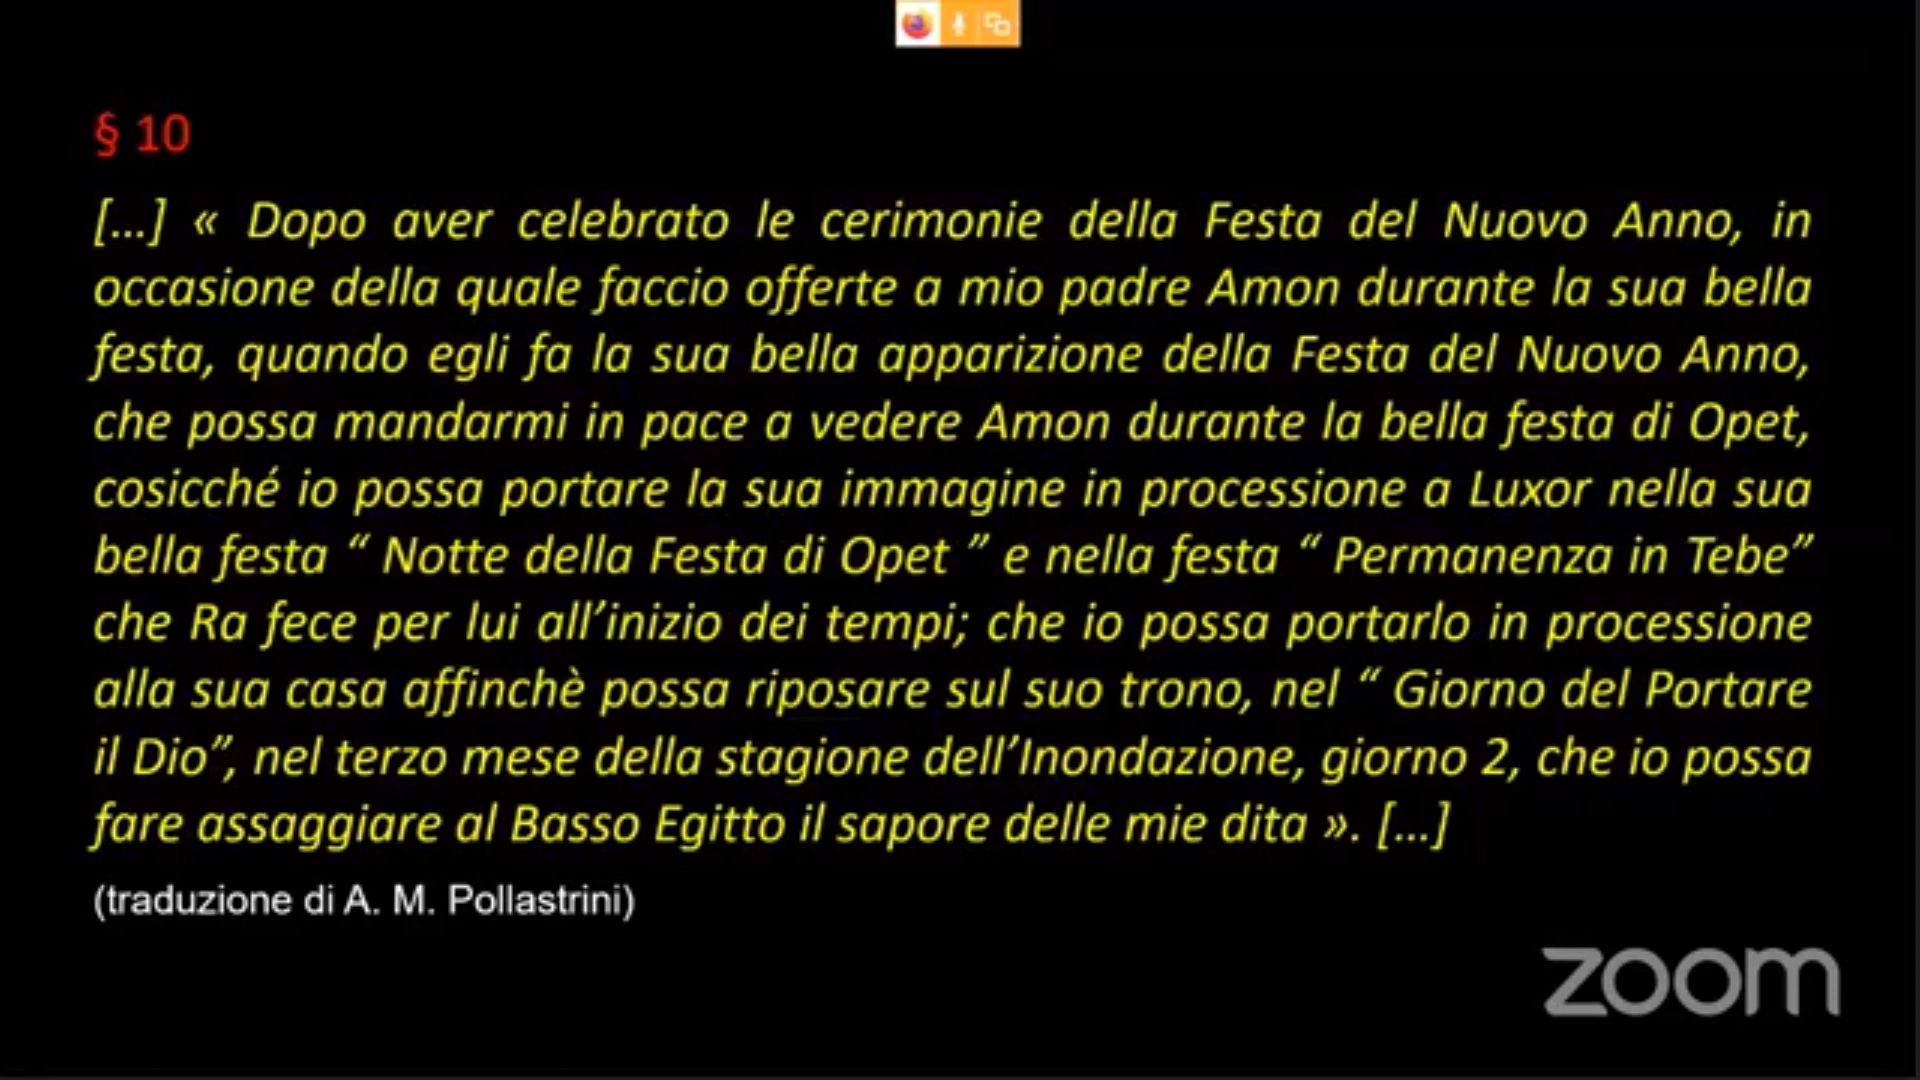 § 10
[...] « Dopo aver celebrato le cerimonie della Festa del Nuovo Anno, in
occasione della quale faccio offerte a mio padre Amon durante la sua bella
festa, quando egli fa la sua bella apparizione della Festa del Nuovo Anno,
che possa mandarmi in pace a vedere Amon durante la bella festa di Opet,
cosicché io possa portare la sua immagine in processione a Luxor nella sua
bella festa “ Notte della Festa di Opet ” e nella festa “ Permanenza in Tebe”
che Ra fece per lui all’inizio dei tempi; che io possa portarlo in processione
alla sua casa affinchè possa riposare sul suo trono, nel “ Giorno del Portare
il Dio”, nel terzo mese della stagione dell’Inondazione, giorno 2, che io possa
fare assaggiare al Basso Egitto il sapore delle mie dita ». [...]
(traduzione di A. M. Pollastrini)
zoom